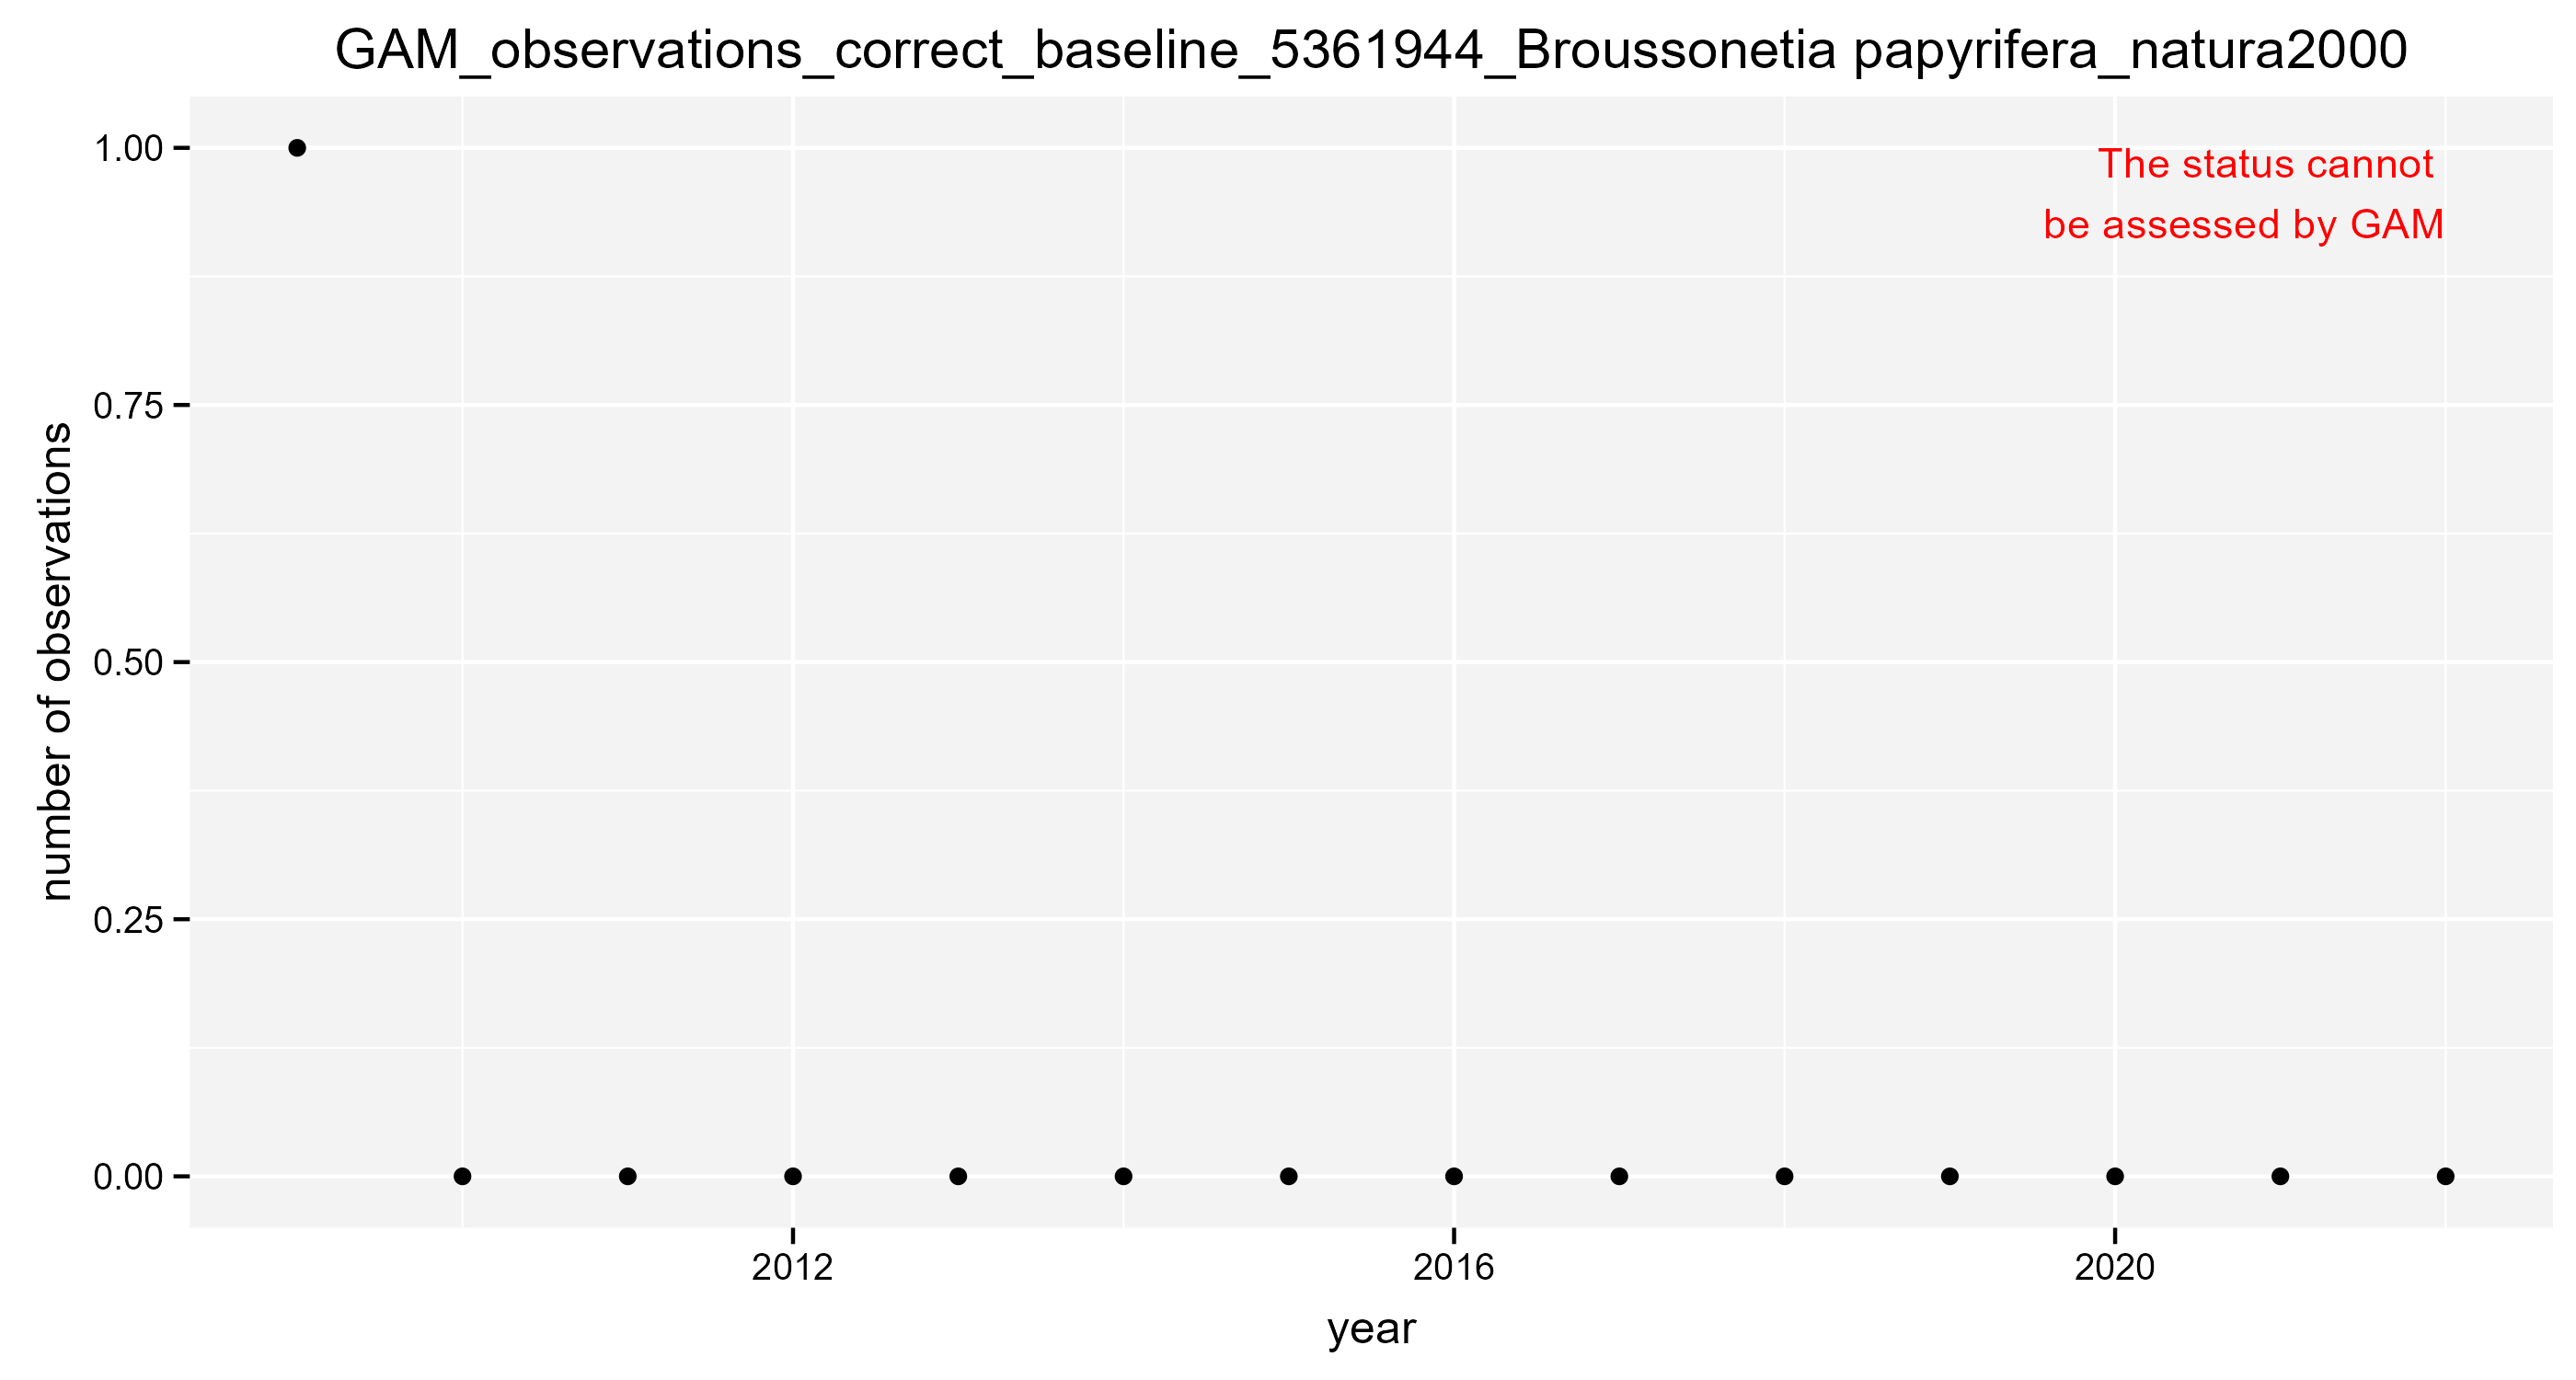 GAM_observations_correct_baseline_5361944_Broussonetia papyrifera_natura2000
The status cannot
be assessed by GAM
1.00
0.75
0.50
0.25
0.00
number of observations
2012
2016
2020
year